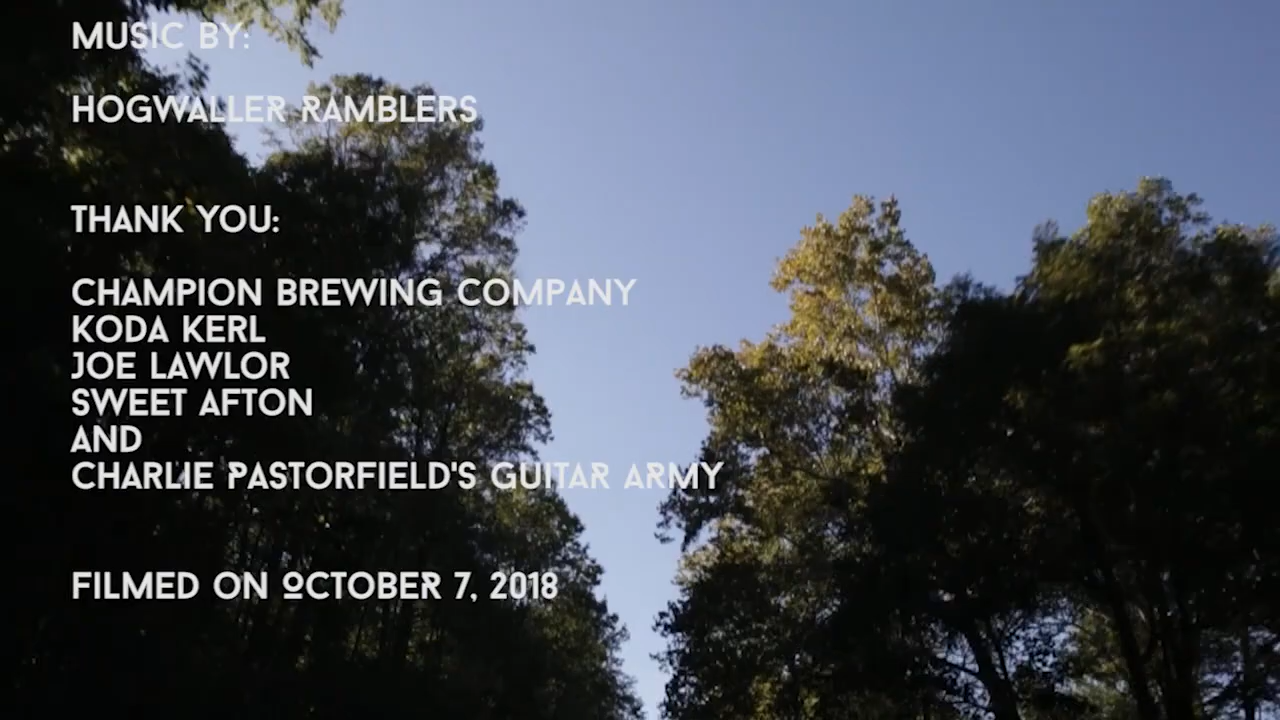 MUSIC BY:
HOGWALLER RAMBLERS
THANK YOU:
CHAMPION BREWING COMPANY
KODA KERL
JOE LAWLOR
SWEET AFTON
AND
CHARLIE PASTORFIELD'S GUITAR ARMY
FILMED ON OCTOBER 7, 2018